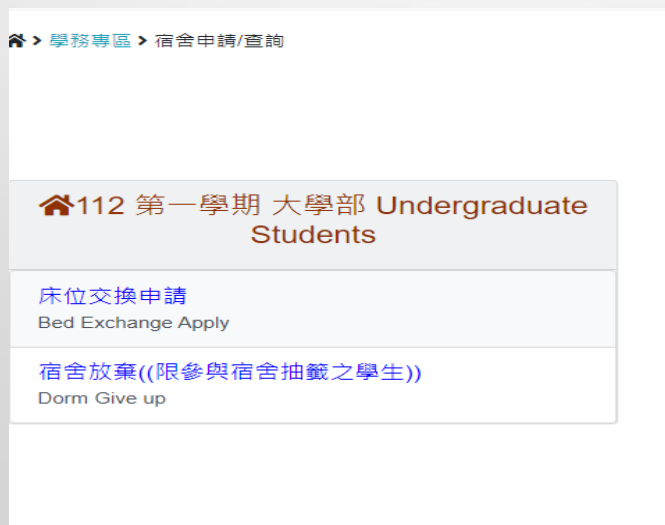 > 學務專區 > 宿舍申請/查詢
112 第一學期 大學部 Undergraduate
Students
床位交換申請
Bed Exchange Apply
宿舍放棄((限參與宿舍抽籤之學生))
Dorm Give up